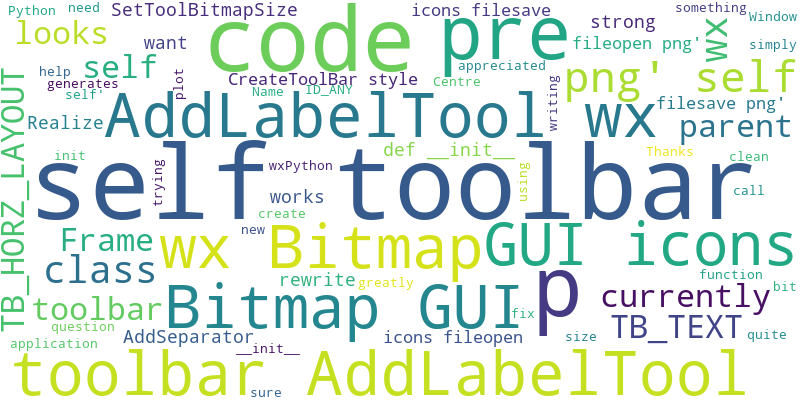 Python need SetToolBitmapSize icons filesave something
looks want code pre strong wx Window
self fileopen png' simply
help generates self' plot CreateToolBar style appreciated Centre png' self
Name ID_ANY
Realize AddLabelTool writing wx filesave png' parent
TB_HORZ_LAYOUT
init trying self toolbar def __init__ Thanks clean
wxPython works using call
create
Frame new wx Bitmap GUI icons
class rewrite greatly p function bit
toolbar Bitmap GUI currently
question fix TB_TEXT
application AddSeparator icons fileopen size quite
__init__
toolbar AddLabelTool
sure